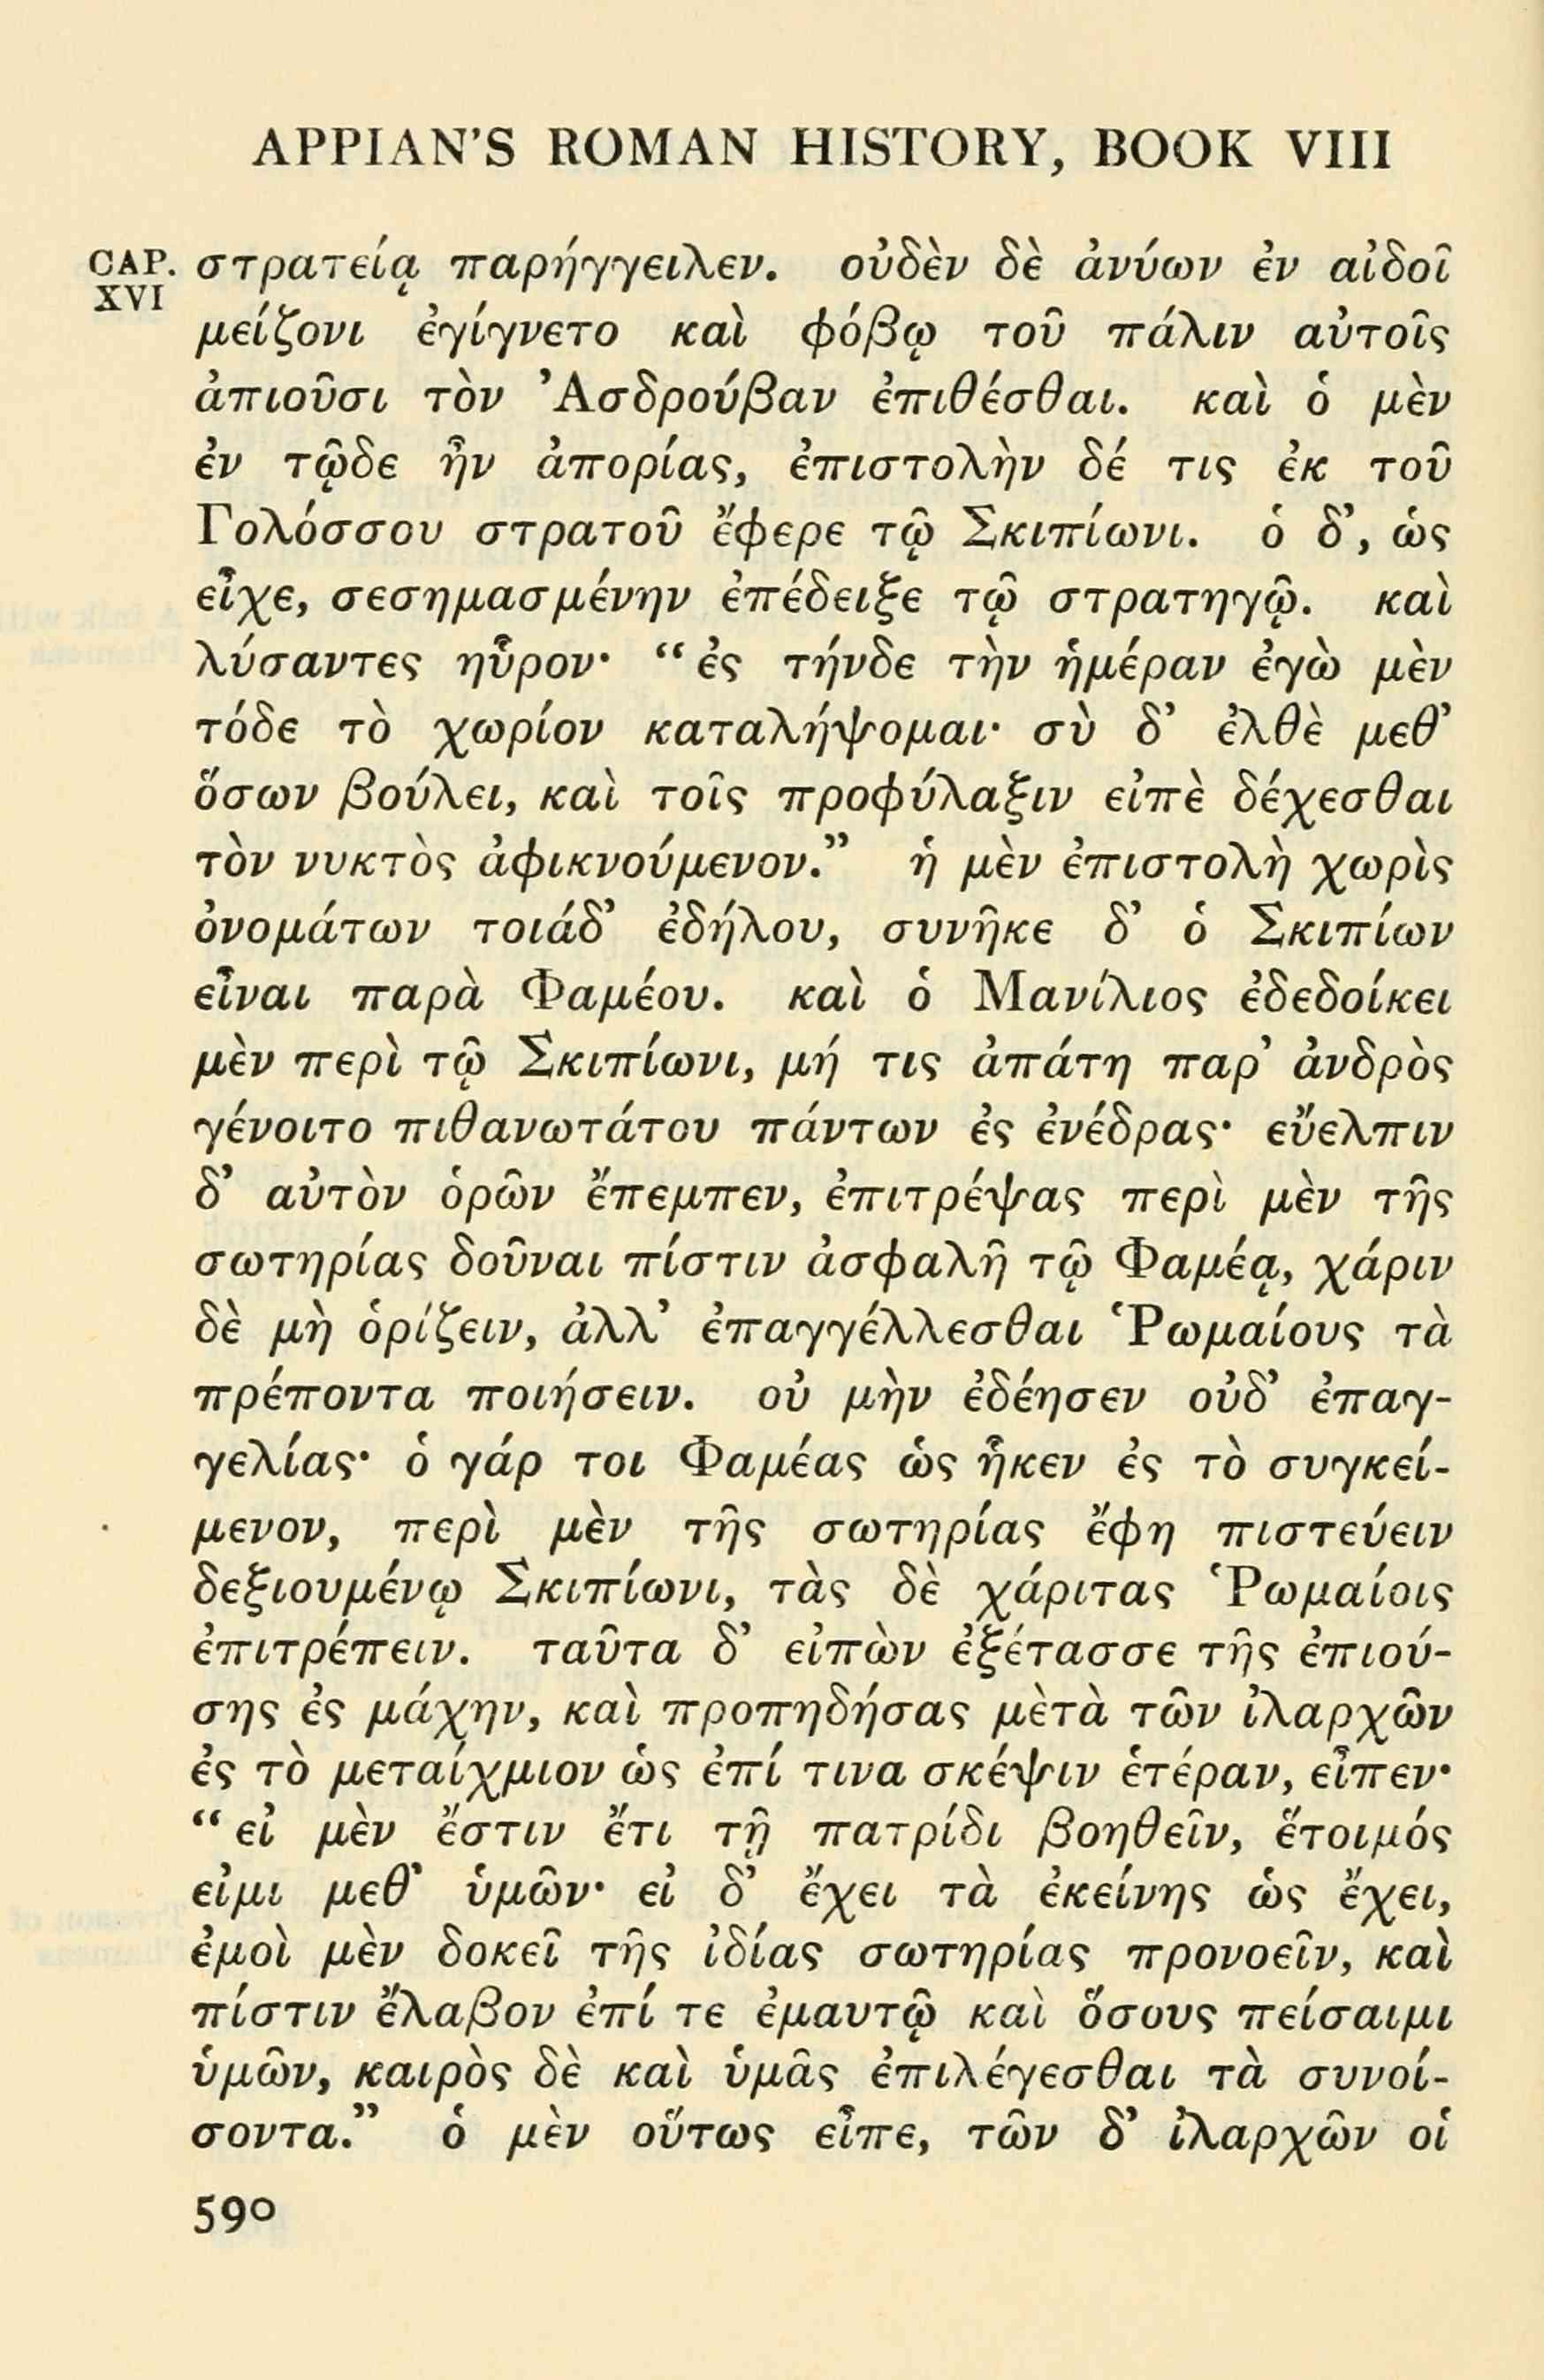 APPIAN'S ROMAN HISTORY, BOOK VIII
CAP. XVI
στρατείᾳ παρήγγειλεν. οὐδὲν δὲ ἀνύων ἐν αἰδοῖ
μείζονι ἐγίγνετο καὶ φόβῳ τοῦ πάλιν αὐτοῖς
ἀπιοῦσι τὸν Ἀσδρούβαν ἐπιθέσθαι. καὶ ὁ μὲν
ἐν τῷδε ἦν ἀπορίας, ἐπιστολὴν δέ τις ἐκ τοῦ
Γολόσσου στρατοῦ ἔφερε τῷ Σκιπίωνι. ὁ δ’, ὡς
εἶχε, σεσημασμένην ἐπέδειξε τῷ στρατηγῷ. καὶ
λύσαντες ηὗρον· “ἐς τήνδε τὴν ἡμέραν ἐγὼ μὲν
τόδε τὸ χωρίον καταλήψομαι· σὺ δ’ ἐλθὲ μεθ’
ὅσων βούλει, καὶ τοῖς προφύλαξιν εἰπὲ δέχεσθαι
τὸν νυκτὸς ἀφικνούμενον.” ἡ μὲν ἐπιστολὴ χωρὶς
ὀνομάτων τοιάδ’ ἐδήλου, συνῆκε δ’ ὁ Σκιπίων
εἶναι παρὰ Φαμέου. καὶ ὁ Μανίλιος ἐδεδοίκει
μὲν περὶ τῷ Σκιπίωνι, μή τις ἀπάτη παρ’ ἀνδρὸς
γένοιτο πιθανωτάτου πάντων ἐς ἐνέδρας· εὔελπιν
δ’ αὐτὸν ὁρῶν ἔπεμπεν, ἐπιτρέψας περὶ μὲν τῆς
σωτηρίας δοῦναι πίστιν ἀσφαλῆ τῷ Φαμέᾳ, χάριν
δὲ μὴ ὁρίζειν, ἀλλ’ ἐπαγγέλλεσθαι Ῥωμαίους τὰ
πρέποντα ποιήσειν. οὐ μὴν ἐδέησεν οὐδ’ ἐπαγ-
γελίας· ὁ γάρ τοι Φαμέας ὡς ἧκεν ἐς τὸ συγκεί-
μενον, περὶ μὲν τῆς σωτηρίας ἔφη πιστεύειν
δεξιουμένῳ Σκιπίωνι, τὰς δὲ χάριτας Ῥωμαίοις
ἐπιτρέπειν. ταῦτα δ’ εἰπὼν ἐξέτασσε τῆς ἐπιού-
σης ἐς μάχην, καὶ προπηδήσας μὲτὰ τῶν ἰλαρχῶν
ἐς τὸ μεταίχμιον ὡς ἐπί τινα σκέψιν ἑτέραν, εἶπεν·
“εἰ μὲν ἔστιν ἔτι τῇ πατρίδι βοηθεῖν, ἕτοιμός
εἰμι μεθ’ ὑμῶν· εἰ δ’ ἔχει τὰ ἐκείνης ὡς ἔχει,
ἐμοὶ μὲν δοκεῖ τῆς ἰδίας σωτηρίας προνοεῖν, καὶ
πίστιν ἔλαβον ἐπί τε ἐμαυτῷ καὶ ὅσους πείσαιμι
ὑμῶν, καιρὸς δὲ καὶ ὑμᾶς ἐπιλέγεσθαι τὰ συνοί-
σοντα.” ὁ μὲν οὕτως εἶπε, τῶν δ’ ἰλαρχῶν οἱ
590